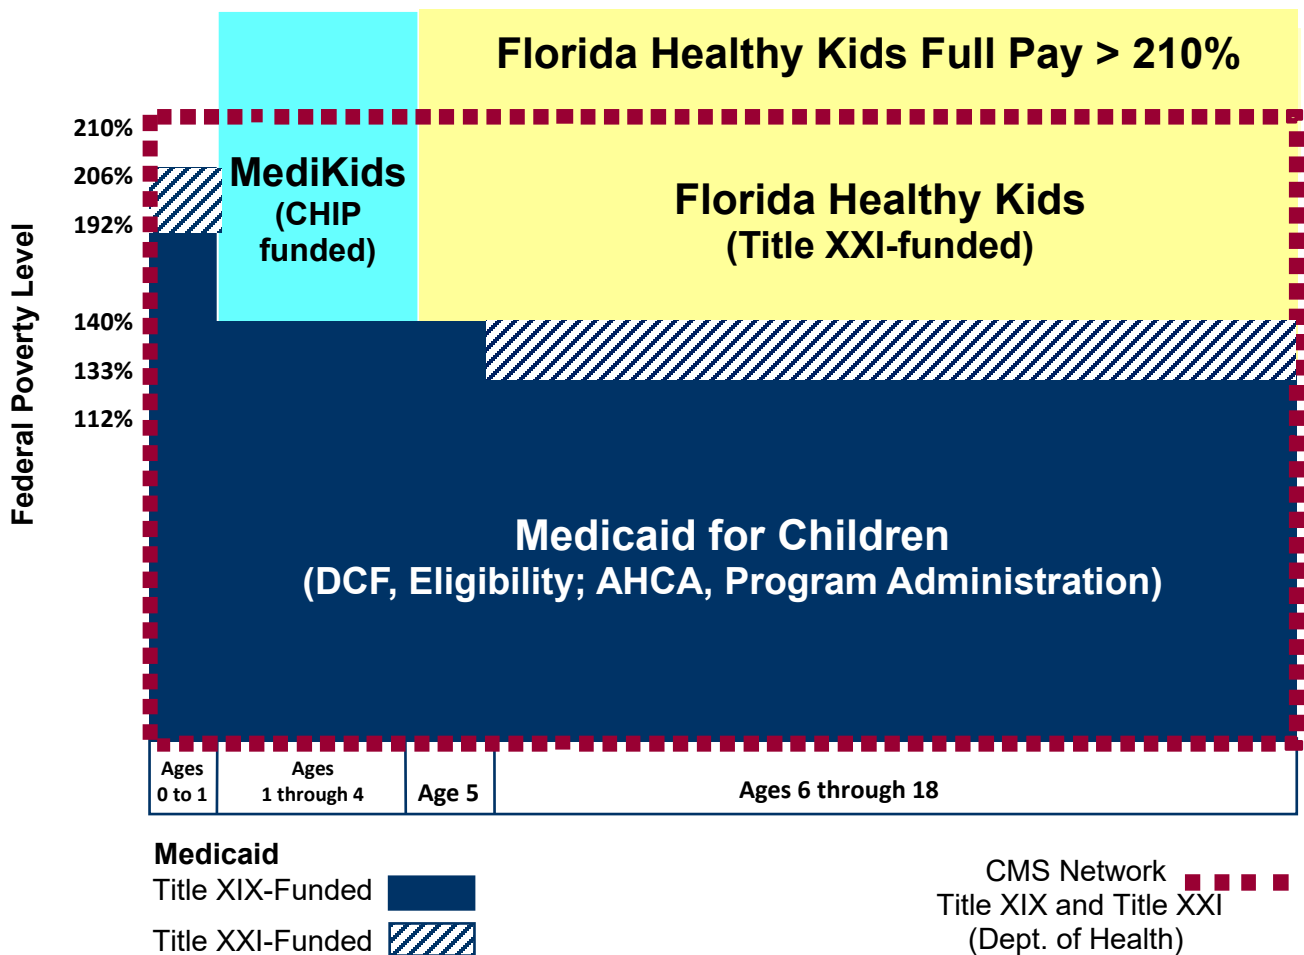 Florida Healthy Kids Full Pay > 210%
210%
206%
192%
140%
133%
112%
Federal Poverty Level
MediKids
(CHIP
funded)
Florida Healthy Kids
(Title XXI-funded)
Medicaid for Children
(DCF, Eligibility; AHCA, Program Administration)
Ages
0 to 1
Ages
1 through 4
Age 5
Ages 6 through 18
Medicaid
Title XIX-Funded
Title XXI-Funded
CMS Network
Title XIX and Title XXI
(Dept. of Health)